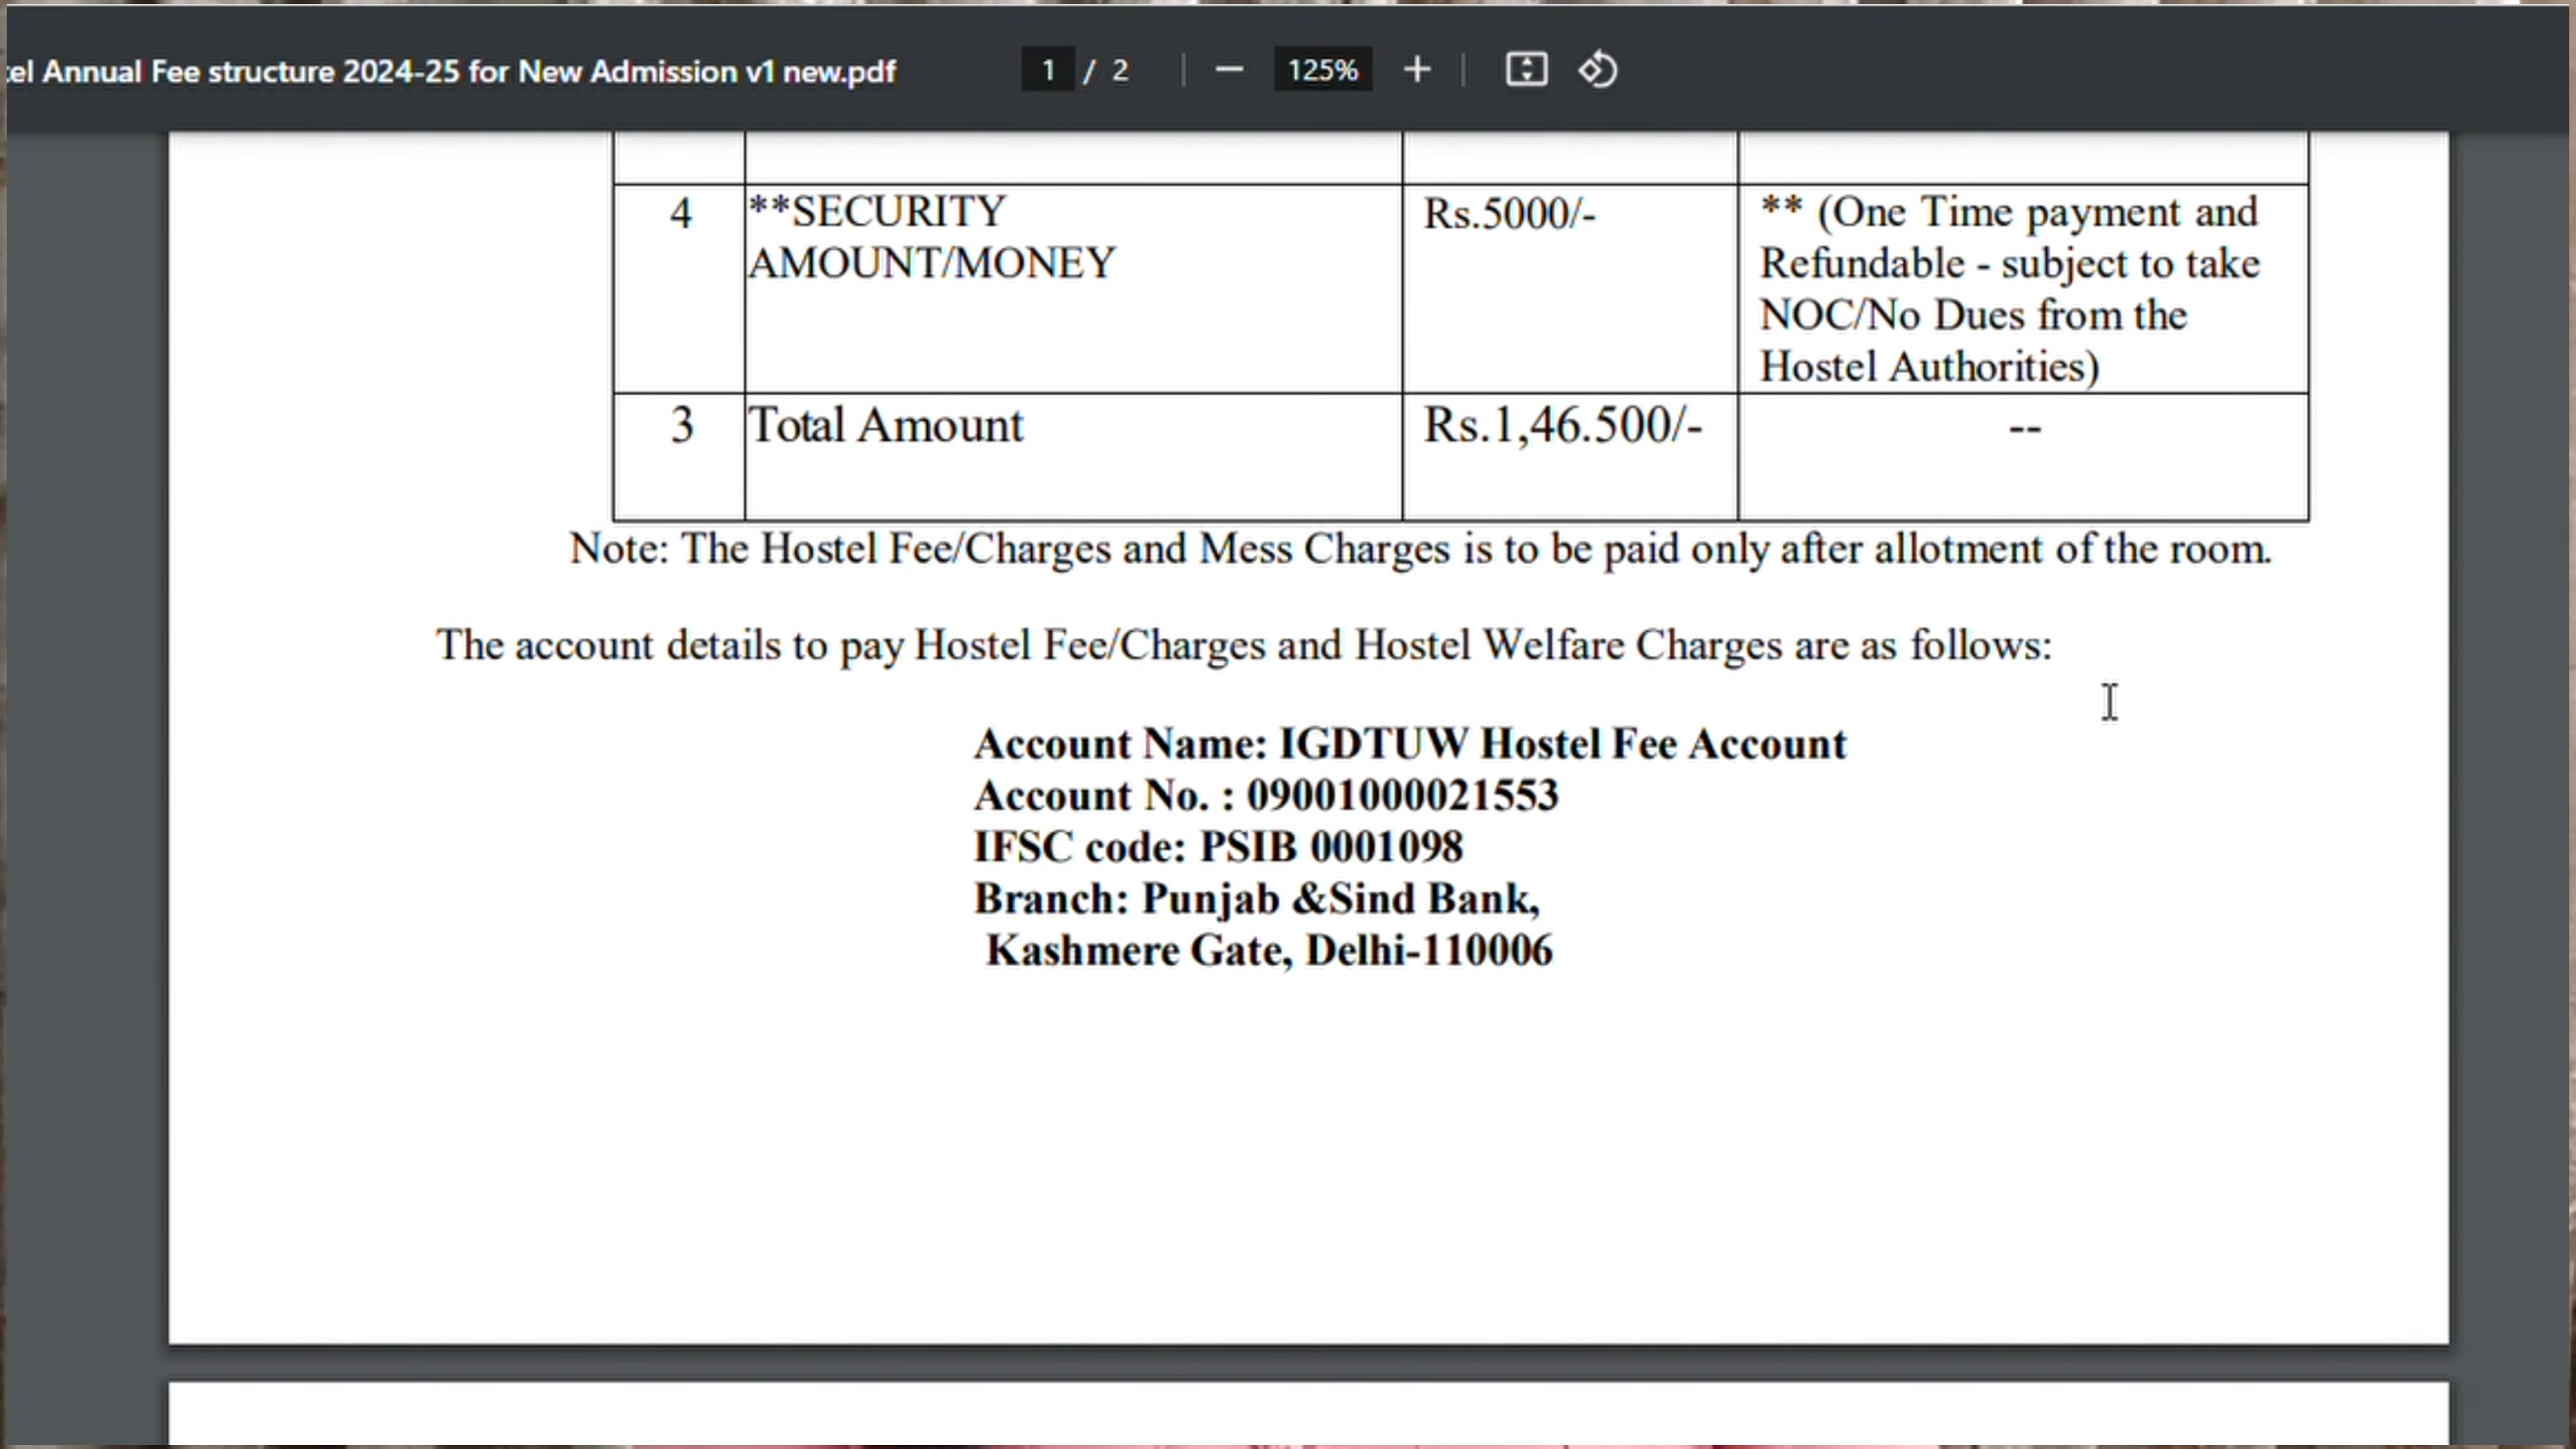 el Annual Fee structure 2024-25 for New Admission v1 new.pdf
1 / 2
125%
4
**SECURITY
AMOUNT/MONEY
Rs.5000/-
** (One Time payment and
Refundable - subject to take
NOC/No Dues from the
Hostel Authorities)
3
Total Amount
Rs.1,46.500/-
--
Note: The Hostel Fee/Charges and Mess Charges is to be paid only after allotment of the room.
The account details to pay Hostel Fee/Charges and Hostel Welfare Charges are as follows:
Account Name: IGDTUW Hostel Fee Account
Account No. : 09001000021553
IFSC code: PSIB 0001098
Branch: Punjab &Sind Bank,
Kashmere Gate, Delhi-110006